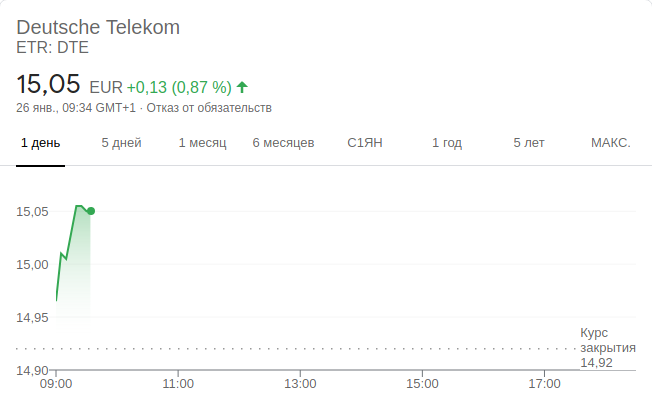 Deutsche Telekom
ETR: DTE
15,05 EUR +0,13 (0,87 %)
26 янв., 09:34 GMT+1 · Отказ от обязательств
1 день 5 дней 1 месяц 6 месяцев С1ЯН 1 год 5 лет МАКС.
15,05
15,00
14,95
Курс
закрытия
14,92
14,90
09:00 11:00 13:00 15:00 17:00